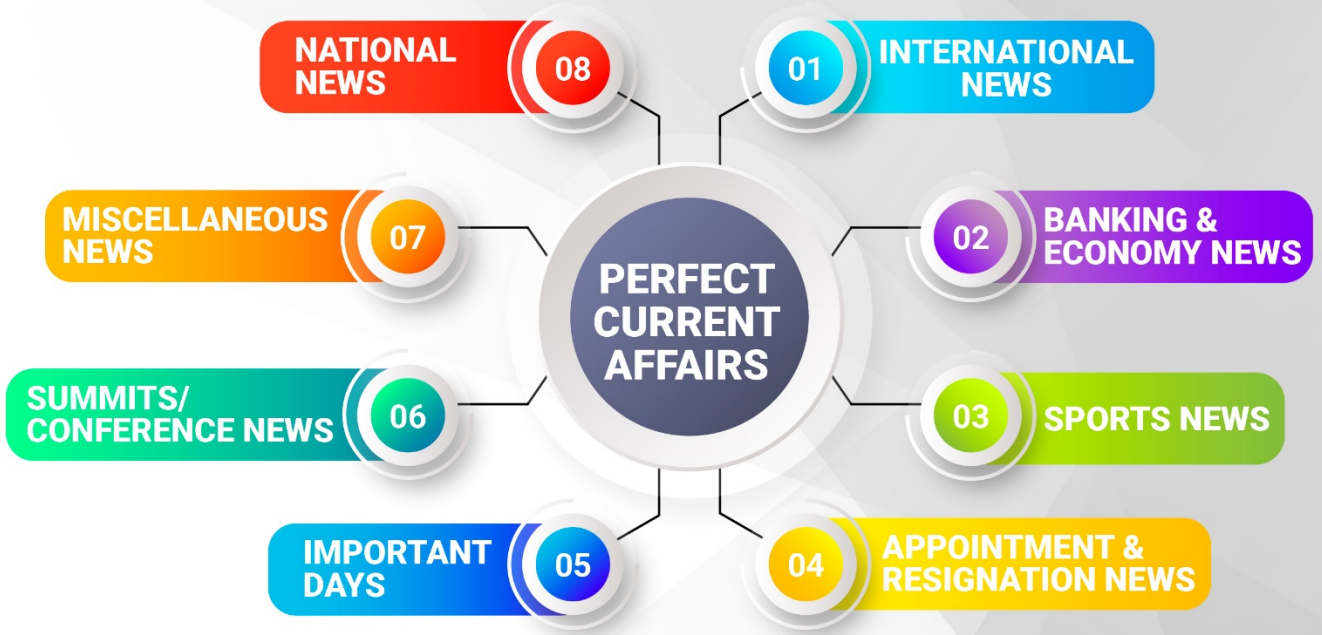 PERFECT
CURRENT
AFFAIRS
01
INTERNATIONAL
NEWS
02
BANKING &
ECONOMY NEWS
03
SPORTS NEWS
04
APPOINTMENT &
RESIGNATION NEWS
05
IMPORTANT
DAYS
06
SUMMITS/
CONFERENCE NEWS
07
MISCELLANEOUS
NEWS
08
NATIONAL
NEWS